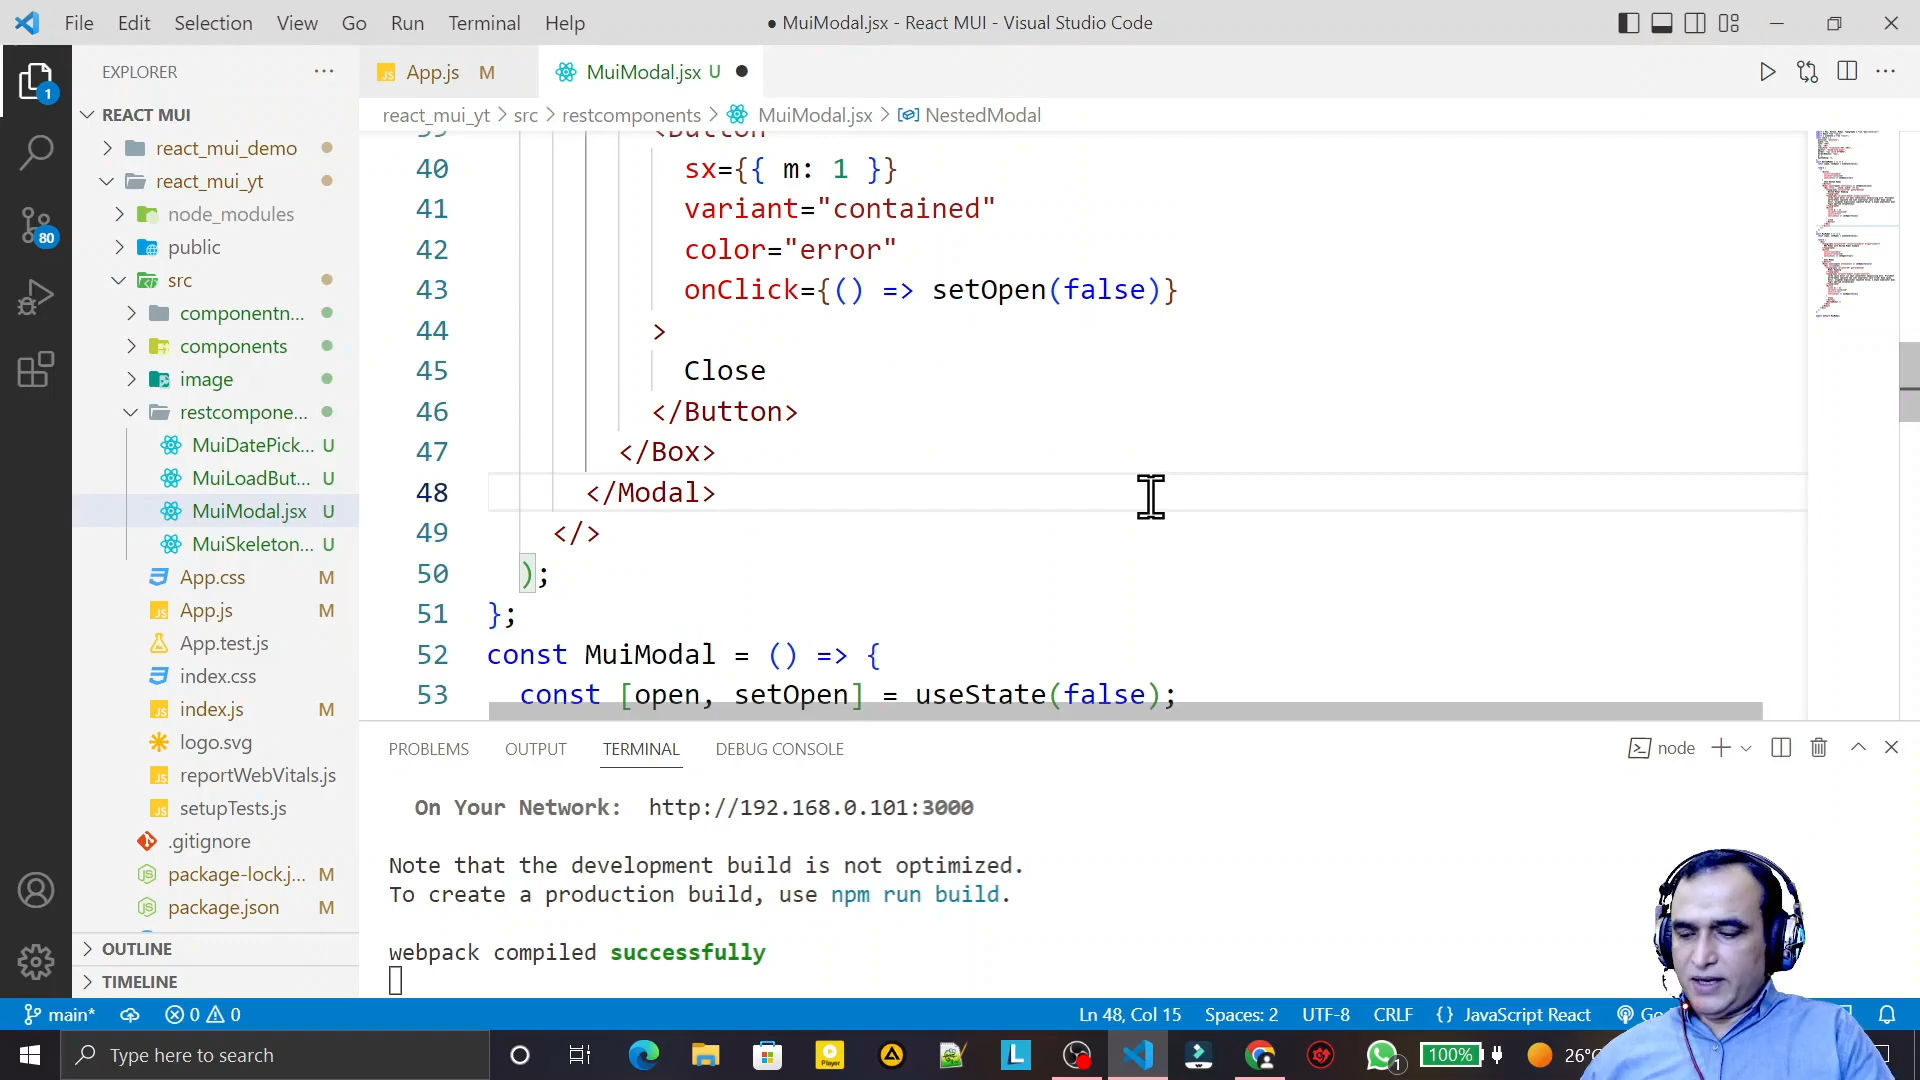 File Edit Selection View Go Run Terminal Help
● MuiModal.jsx - React MUI - Visual Studio Code
EXPLORER
App.js M
MuiModal.jsx U
REACT MUI
react_mui_yt > src > restcomponents > MuiModal.jsx > NestedModal
react_mui_demo
react_mui_yt
node_modules
public
src
componentn...
components
image
restcompone...
MuiDatePick... U
MuiLoadBut... U
MuiModal.jsx U
MuiSkeleton... U
App.css M
App.js M
App.test.js
index.css
index.js M
logo.svg
reportWebVitals.js
setupTests.js
.gitignore
package-lock.j... M
package.json M
OUTLINE
TIMELINE
1
80
39 <Button
40 sx={{ m: 1 }}
41 variant="contained"
42 color="error"
43 onClick={() => setOpen(false)}
44 >
45 Close
46 </Button>
47 </Box>
48 </Modal>
49 </>
50 );
51 };
52 const MuiModal = () => {
53 const [open, setOpen] = useState(false);
PROBLEMS OUTPUT TERMINAL DEBUG CONSOLE
node
On Your Network: http://192.168.0.101:3000
Note that the development build is not optimized.
To create a production build, use npm run build.
webpack compiled successfully
main* 0 0
Ln 48, Col 15 Spaces: 2 UTF-8 CRLF {} JavaScript React Go
Type here to search
Player
L
1
100%
26°C